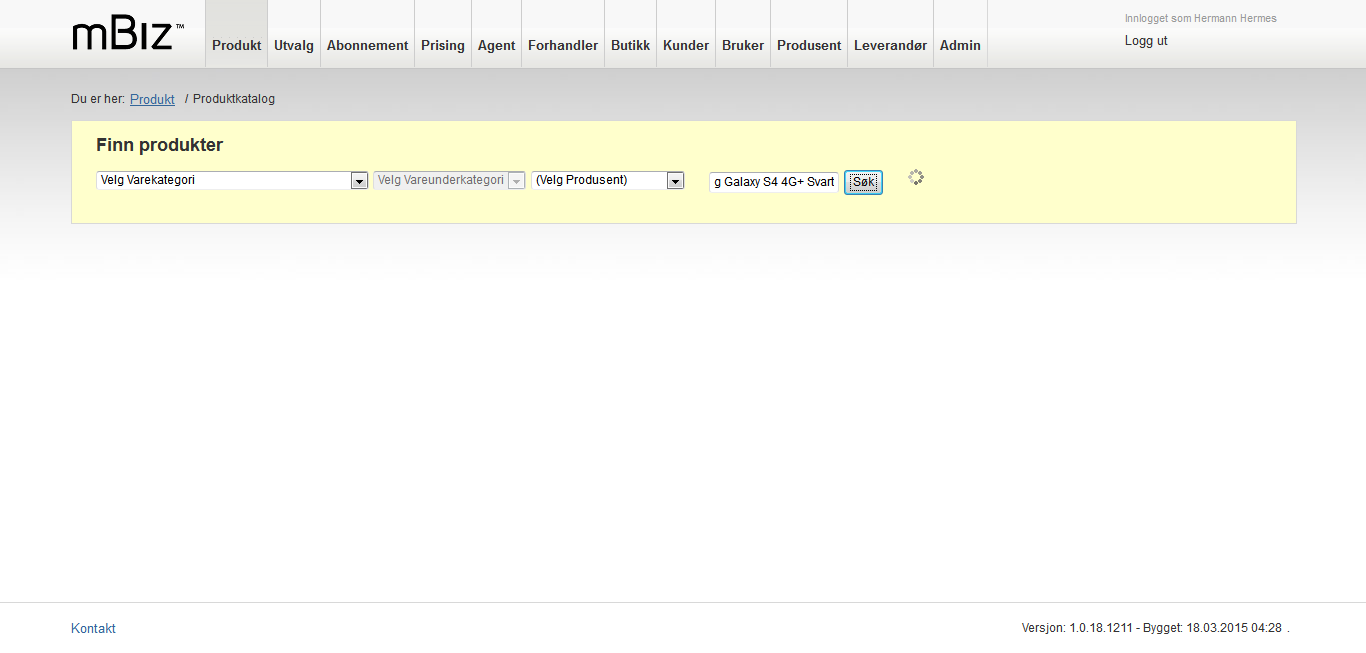 mBiz™
Produkt Utvalg Abonnement Prising Agent Forhandler Butikk Kunder Bruker Produsent Leverandør Admin
Innlogget som Hermann Hermes
Logg ut
Du er her: Produkt / Produktkatalog
Finn produkter
Velg Varekategori Velg Vareunderkategori (Velg Produsent) g Galaxy S4 4G+ Svart Søk
Kontakt
Versjon: 1.0.18.1211 - Bygget: 18.03.2015 04:28 .